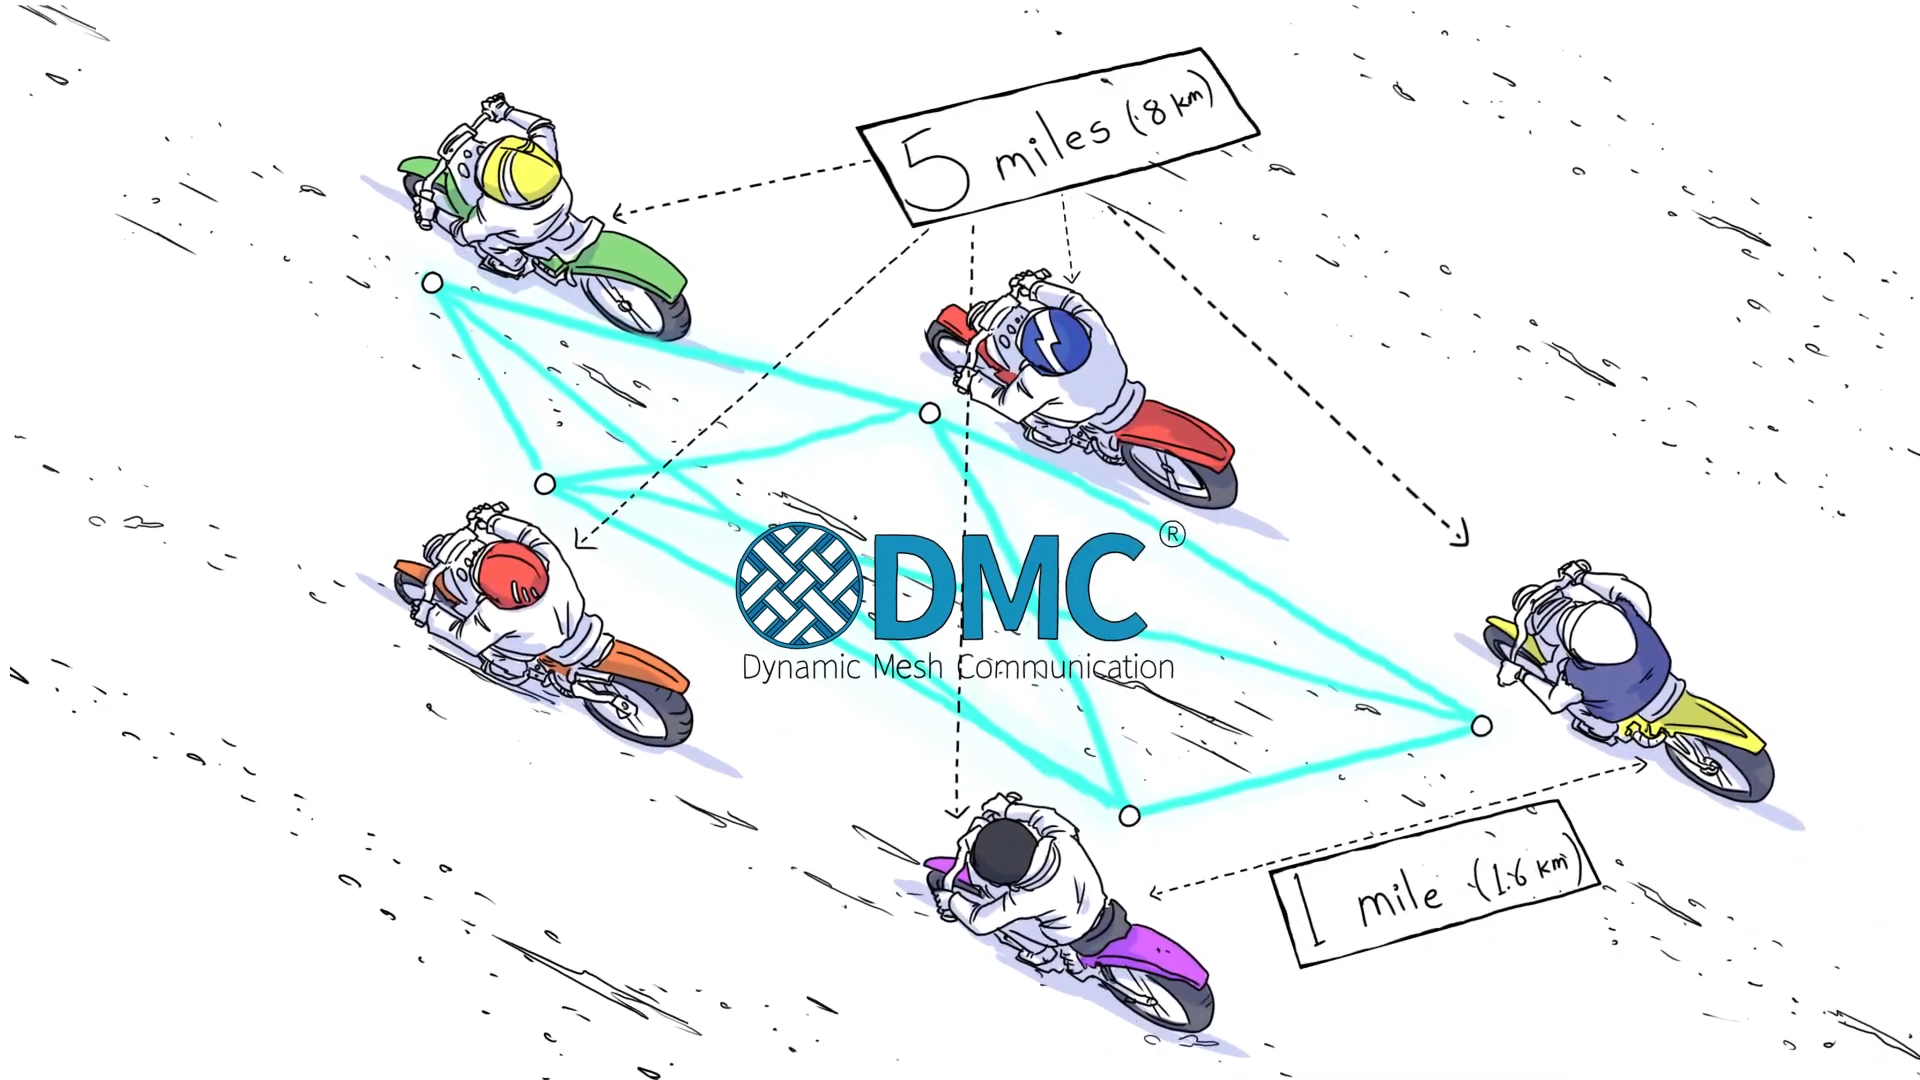 5 miles (8 km)
DMC®
Dynamic Mesh Communication
1 mile (1.6 km)